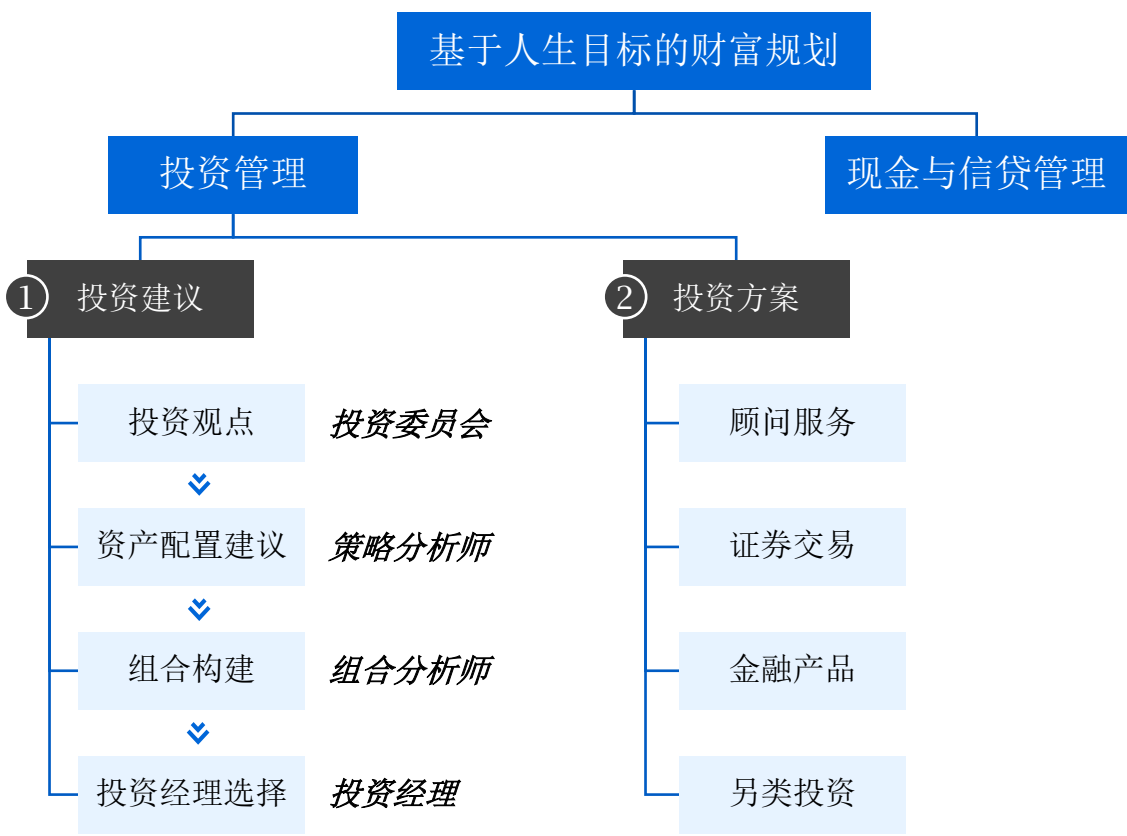 基于人生目标的财富规划
投资管理
现金与信贷管理
1 投资建议
2 投资方案
投资观点
投资委员会
顾问服务
资产配置建议
策略分析师
证券交易
组合构建
组合分析师
金融产品
投资经理选择
投资经理
另类投资